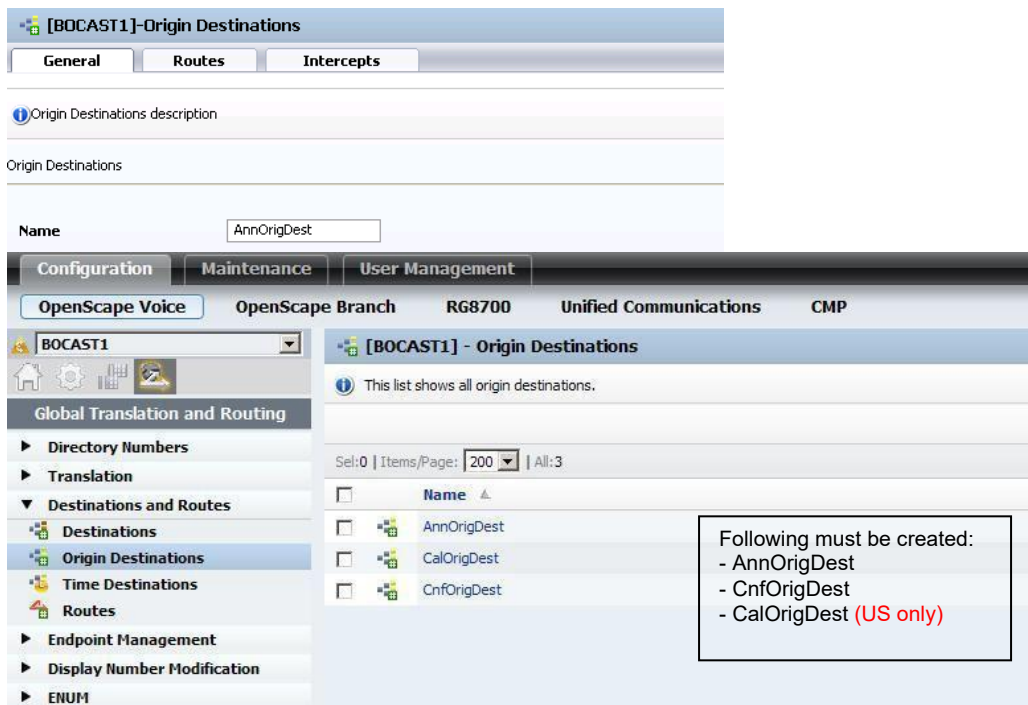 [BOCAST1]-Origin Destinations
General Routes Intercepts
Origin Destinations description
Origin Destinations
Name AnnOrigDest
Configuration Maintenance User Management
OpenScape Voice OpenScape Branch RG8700 Unified Communications CMP
BOCAST1
[BOCAST1] - Origin Destinations
This list shows all origin destinations.
Global Translation and Routing
Directory Numbers
Translation
Destinations and Routes
Destinations
Origin Destinations
Time Destinations
Routes
Endpoint Management
Display Number Modification
ENUM
Sel:0 | Items/Page: 200 | All:3
Name
AnnOrigDest
CalOrigDest
CnfOrigDest
Following must be created:
- AnnOrigDest
- CnfOrigDest
- CalOrigDest (US only)